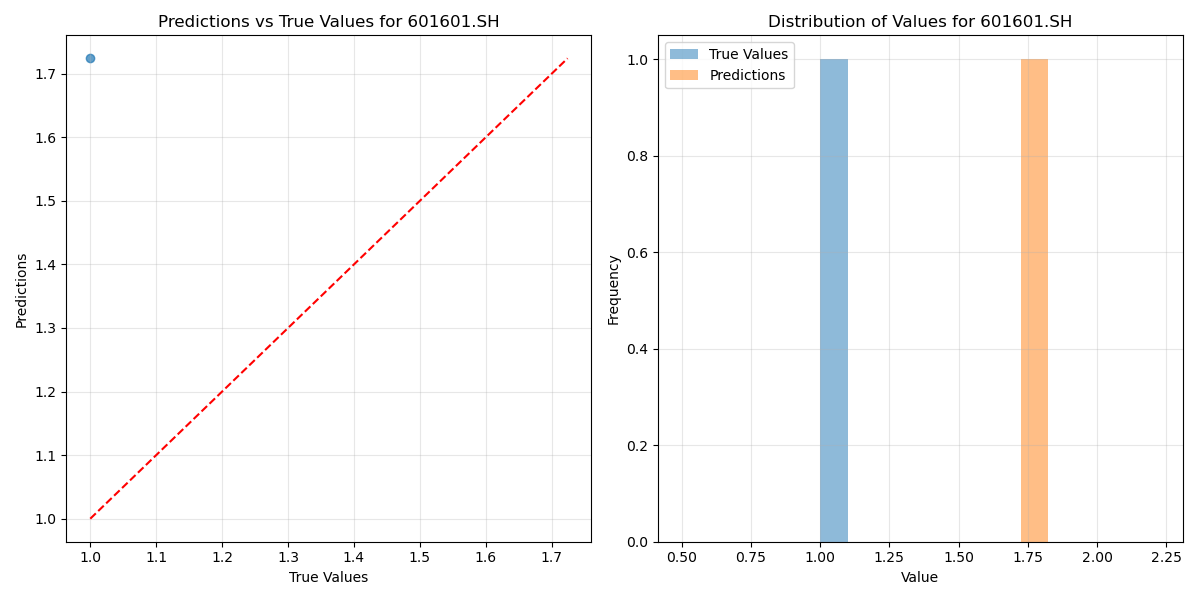 Predictions vs True Values for 601601.SH
Predictions
1.7
1.6
1.5
1.4
1.3
1.2
1.1
1.0
1.0 1.1 1.2 1.3 1.4 1.5 1.6 1.7
True Values
Distribution of Values for 601601.SH
True Values
Predictions
Frequency
1.0
0.8
0.6
0.4
0.2
0.0
0.50 0.75 1.00 1.25 1.50 1.75 2.00 2.25
Value